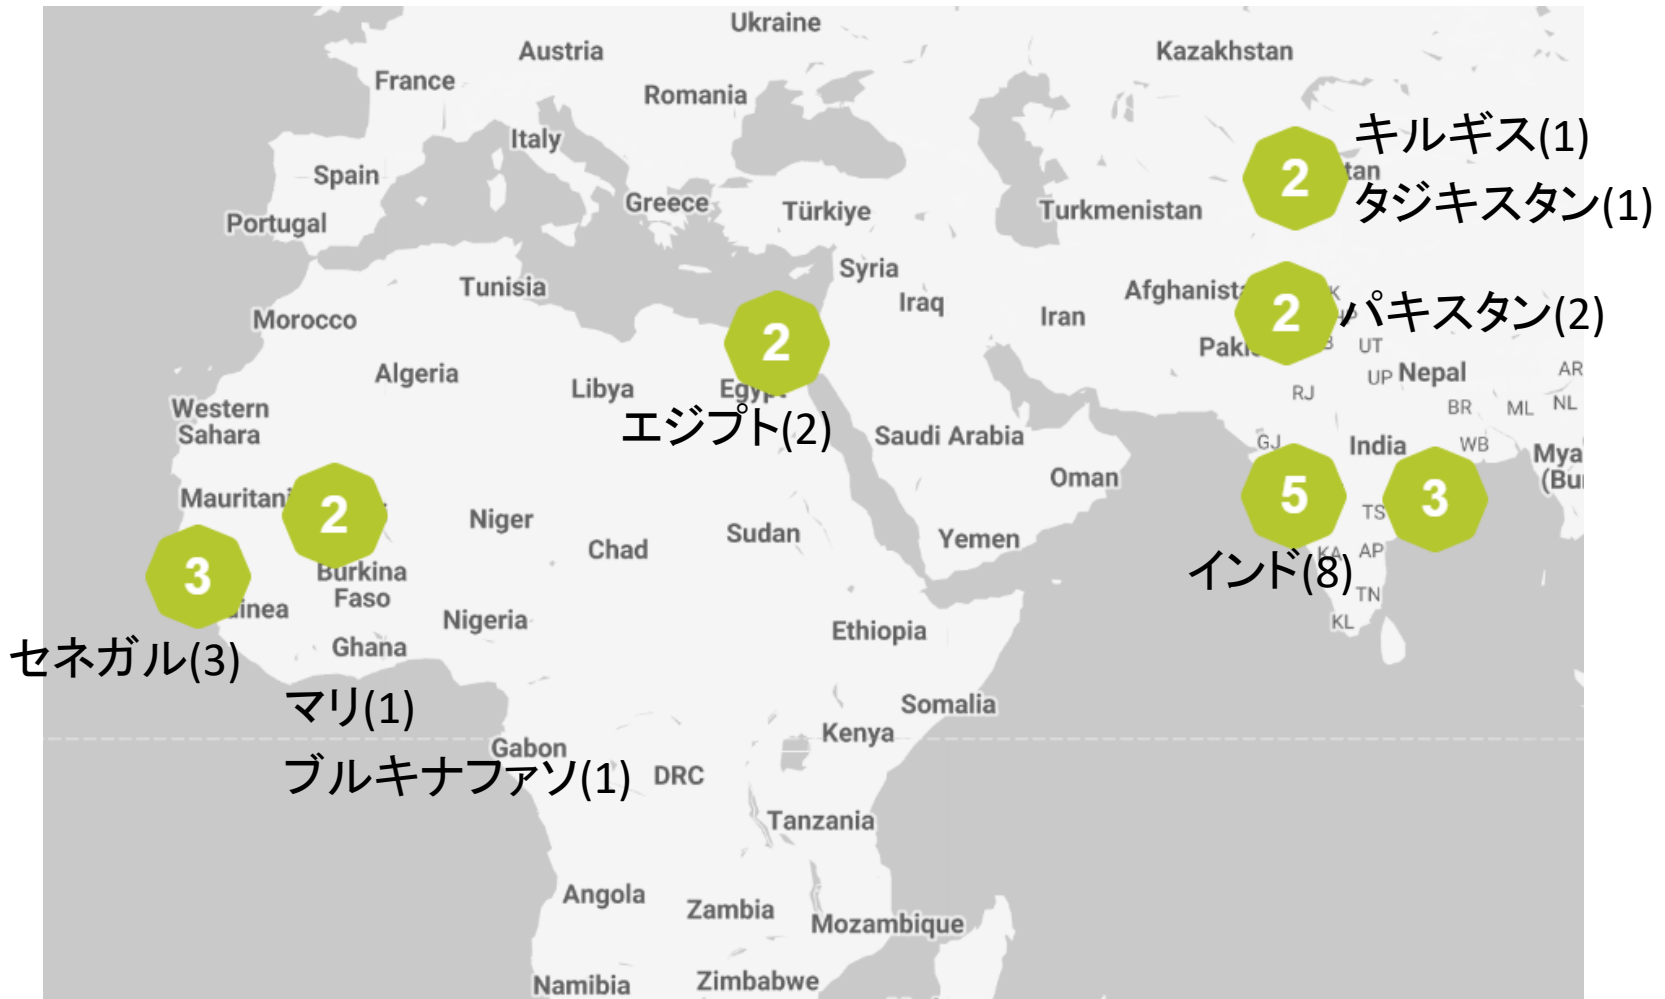 Ukraine
Austria
Kazakhstan
France
Romania
キルギス(1)
Italy
2
tan
Spain
Greece
Türkiye
Turkmenistan
タジキスタン(1)
Portugal
Syria
Tunisia
Iraq
Afghanista
K
2
パキスタン(2)
Morocco
Iran
2
Paki
B
UT
Algeria
Libya
Egypt
UP
Nepal
AR
RJ
Western
Sahara
エジプト(2)
Saudi Arabia
BR
ML
NL
GJ
India
WB
Mya
(Bu
Oman
Mauritani
2
Niger
Chad
Sudan
Yemen
5
3
TS
KA
AP
3
Burkina
Faso
インド(8)
TN
KL
inea
Nigeria
Ghana
Ethiopia
セネガル(3)
マリ(1)
Somalia
Kenya
Gabon
ブルキナファソ(1)
DRC
Tanzania
Angola
Zambia
Mozambique
Namibia
Zimbabwe